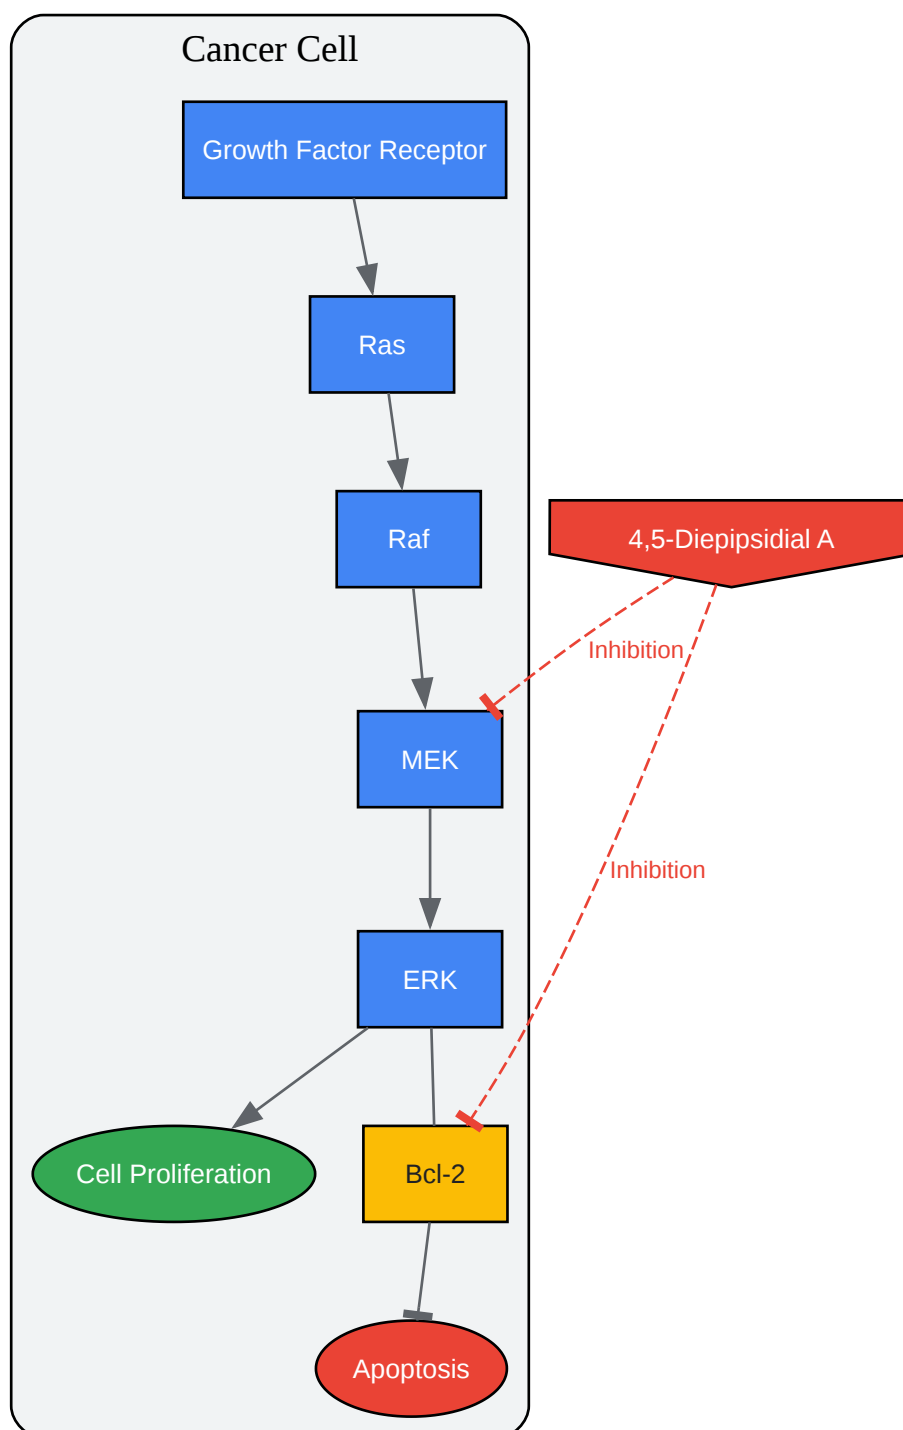 Cancer Cell
Growth Factor Receptor
Ras
Raf
4,5-Diepipsidial A
Inhibition
MEK
Inhibition
ERK
Cell Proliferation
Bcl-2
Apoptosis